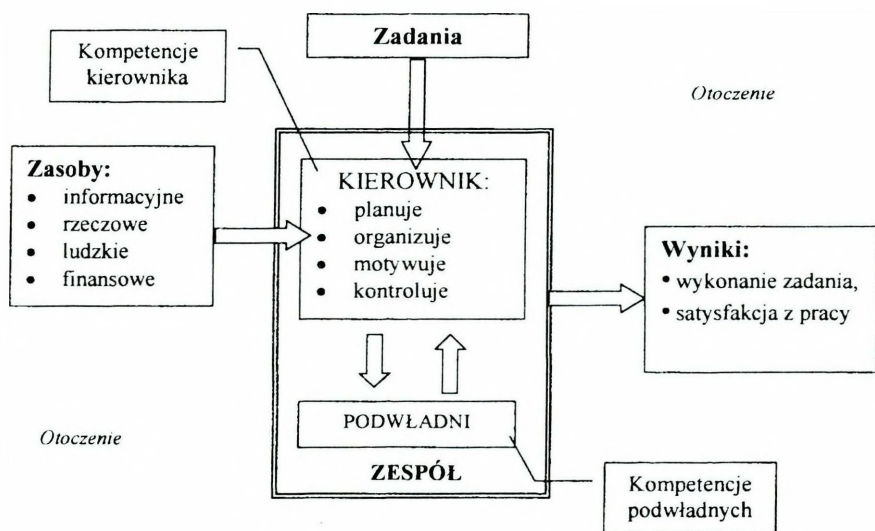 Zadania
Kompetencje
kierownika
Otoczenie
Zasoby:
• informacyjne
• rzeczowe
• ludzkie
• finansowe
KIEROWNIK:
• planuje
• organizuje
• motywuje
• kontroluje
Wyniki:
• wykonanie zadania,
• satysfakcja z pracy
PODWŁADNI
ZESPÓŁ
Otoczenie
Kompetencje
podwładnych